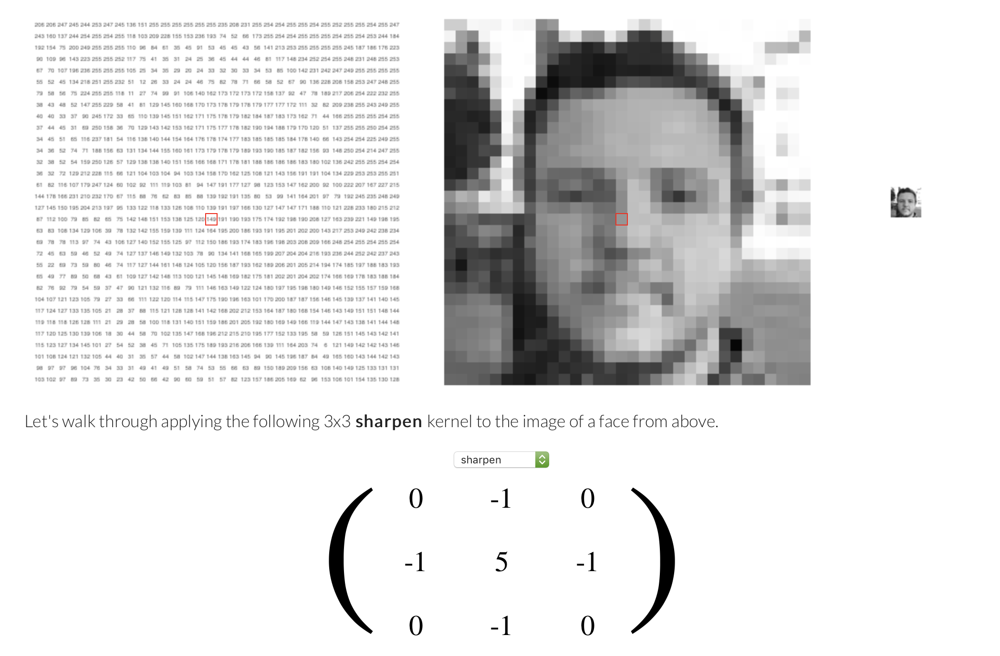 206 206 247 245 244 253 247 245 136 151 255 255 255 255 255 255 235 208 231 255 254 254 255 255 254 255 252 255 255 254 255 247
243 160 137 244 254 255 254 255 118 103 209 228 155 153 236 193 74 52 66 173 255 254 254 255 255 254 255 254 253 244 184
192 154 75 200 249 255 255 255 110 96 84 61 35 45 91 53 45 45 43 56 141 213 253 255 255 255 255 245 187 186 176 223
90 109 96 143 223 255 255 252 117 75 41 35 31 24 25 36 45 44 44 46 81 117 148 234 252 254 255 248 231 248 255 253
67 70 107 196 236 255 255 255 105 25 34 35 29 20 24 33 32 30 33 34 53 85 100 142 231 242 247 249 255 255 255 255
55 52 45 134 218 251 255 232 51 12 26 33 24 24 46 75 82 78 71 66 58 52 67 90 136 228 208 158 253 247 248 255
79 58 56 75 224 255 255 118 11 27 74 99 91 106 140 162 173 172 173 172 158 137 92 47 78 189 217 206 254 222 232 255
38 43 48 52 147 255 229 58 41 81 129 145 160 168 170 173 178 179 178 179 177 177 172 111 32 82 209 238 255 243 249 255
40 40 33 37 90 245 172 33 65 110 139 145 151 162 171 175 178 179 182 184 187 183 173 162 71 44 166 255 255 255 254 255
37 44 45 31 69 250 158 36 70 129 143 142 153 162 171 175 177 178 182 190 194 188 179 170 120 51 137 255 255 250 254 255
34 45 51 65 116 237 181 54 116 138 140 144 154 164 176 178 174 177 183 185 185 185 184 178 140 66 143 254 254 225 249 255
34 36 52 74 71 188 156 63 131 134 144 155 160 161 173 179 178 179 189 193 190 185 187 182 156 93 148 250 254 214 247 255
32 38 52 54 159 250 126 57 129 138 138 140 151 156 166 168 171 178 181 188 186 186 186 183 180 102 136 242 255 255 254 254
36 32 72 129 212 228 115 66 121 104 103 104 94 103 134 158 170 162 125 108 121 143 156 191 191 104 134 229 253 253 255 251
61 82 116 107 179 247 124 60 102 92 111 119 103 81 94 147 191 177 127 98 123 153 147 162 200 92 100 222 207 167 227 215
144 178 166 231 210 232 170 67 115 88 76 62 83 85 88 139 192 191 135 80 53 99 141 164 201 97 79 192 245 235 248 249
127 145 150 195 204 213 197 95 133 122 118 133 126 108 110 139 191 197 166 130 127 147 147 171 188 110 121 228 233 180 215 212
87 112 100 79 85 82 65 75 142 148 151 153 138 125 120 149 191 190 193 175 174 192 198 190 208 127 163 239 221 149 198 195
63 83 108 134 129 106 39 78 132 142 155 159 139 111 124 164 195 200 186 193 191 195 201 202 200 143 217 253 249 242 238 234
69 78 78 113 97 74 43 106 127 140 152 155 125 97 112 150 186 193 174 183 196 198 203 208 209 166 248 254 255 254 255 254
72 45 63 59 46 52 49 74 127 137 146 149 132 103 78 90 134 141 168 165 199 207 204 204 216 193 236 244 252 242 237 243
55 22 69 73 59 80 46 74 117 127 144 161 148 124 105 120 156 187 193 162 189 206 201 205 214 194 174 185 197 188 183 193
65 49 77 89 50 68 43 61 109 127 142 148 113 100 121 145 148 169 182 175 181 202 201 204 202 174 166 169 178 183 188 184
82 76 92 79 54 59 37 47 90 121 132 116 89 79 111 146 163 149 122 124 180 197 195 198 180 149 146 152 155 157 159 168
104 107 121 123 105 79 27 33 66 111 122 120 114 115 147 175 190 196 163 101 170 200 187 187 156 146 145 139 137 141 140 145
117 124 127 133 135 105 21 28 37 88 115 121 128 128 141 142 168 202 212 153 164 187 180 168 154 146 143 149 151 151 148 144
119 118 118 126 128 111 21 29 28 58 100 118 131 140 151 159 186 201 205 192 180 169 149 166 119 144 147 143 138 141 144 148
117 120 125 130 139 106 18 30 44 58 70 102 135 147 168 196 212 215 210 195 177 152 133 195 58 59 126 151 145 143 142 141
115 123 127 134 145 101 27 54 52 38 45 71 105 135 175 189 193 216 206 166 139 111 164 203 74 6 121 149 142 142 143 146
101 108 124 121 132 105 44 40 31 35 57 44 58 102 147 144 138 163 145 94 90 145 196 187 84 49 165 160 143 144 142 143
98 97 97 96 104 76 34 33 31 49 41 49 51 58 74 53 55 66 63 89 150 189 209 156 63 108 140 149 125 133 131 131
103 102 97 89 73 35 30 23 42 50 66 42 90 60 59 51 57 82 123 157 186 205 169 62 96 153 106 101 154 135 130 128
Let's walk through applying the following 3x3 sharpen kernel to the image of a face from above.
sharpen
0 -1 0
-1 5 -1
0 -1 0